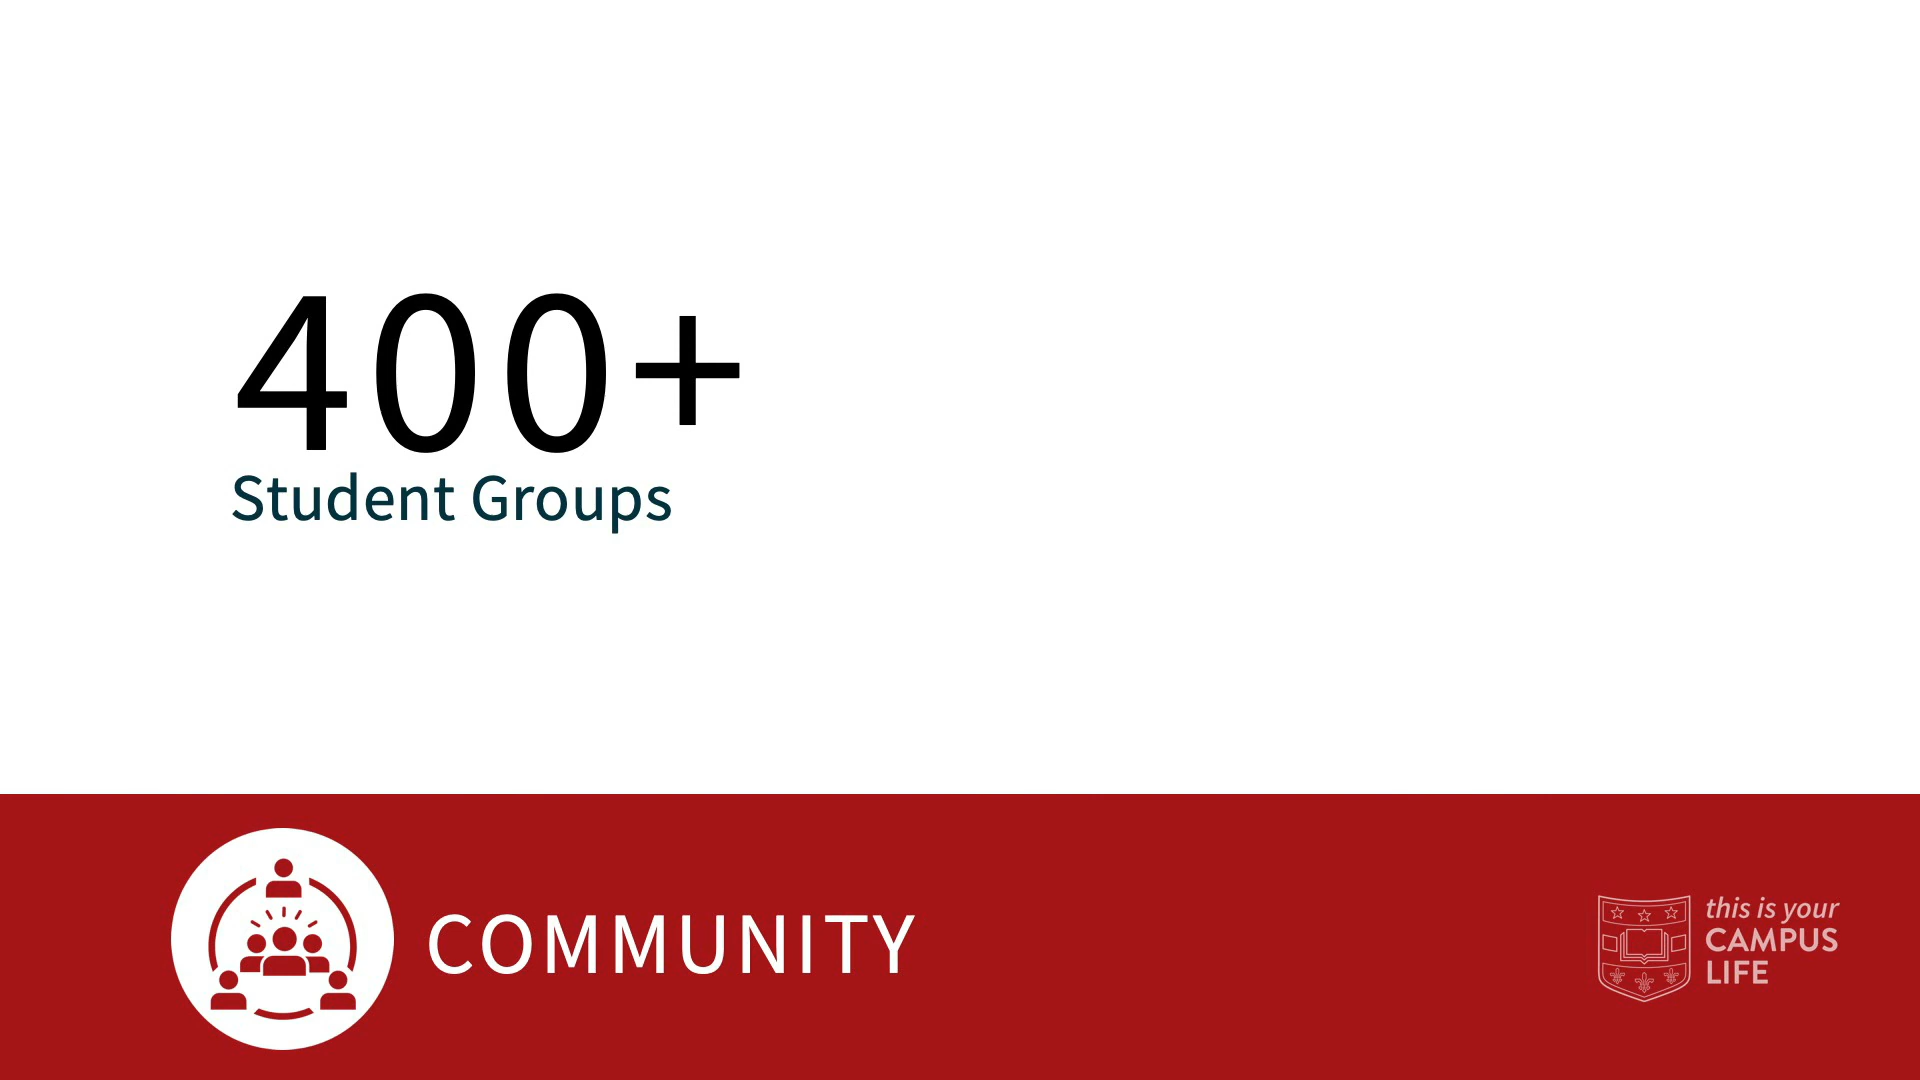 400+
Student Groups
COMMUNITY
this is your
CAMPUS
LIFE